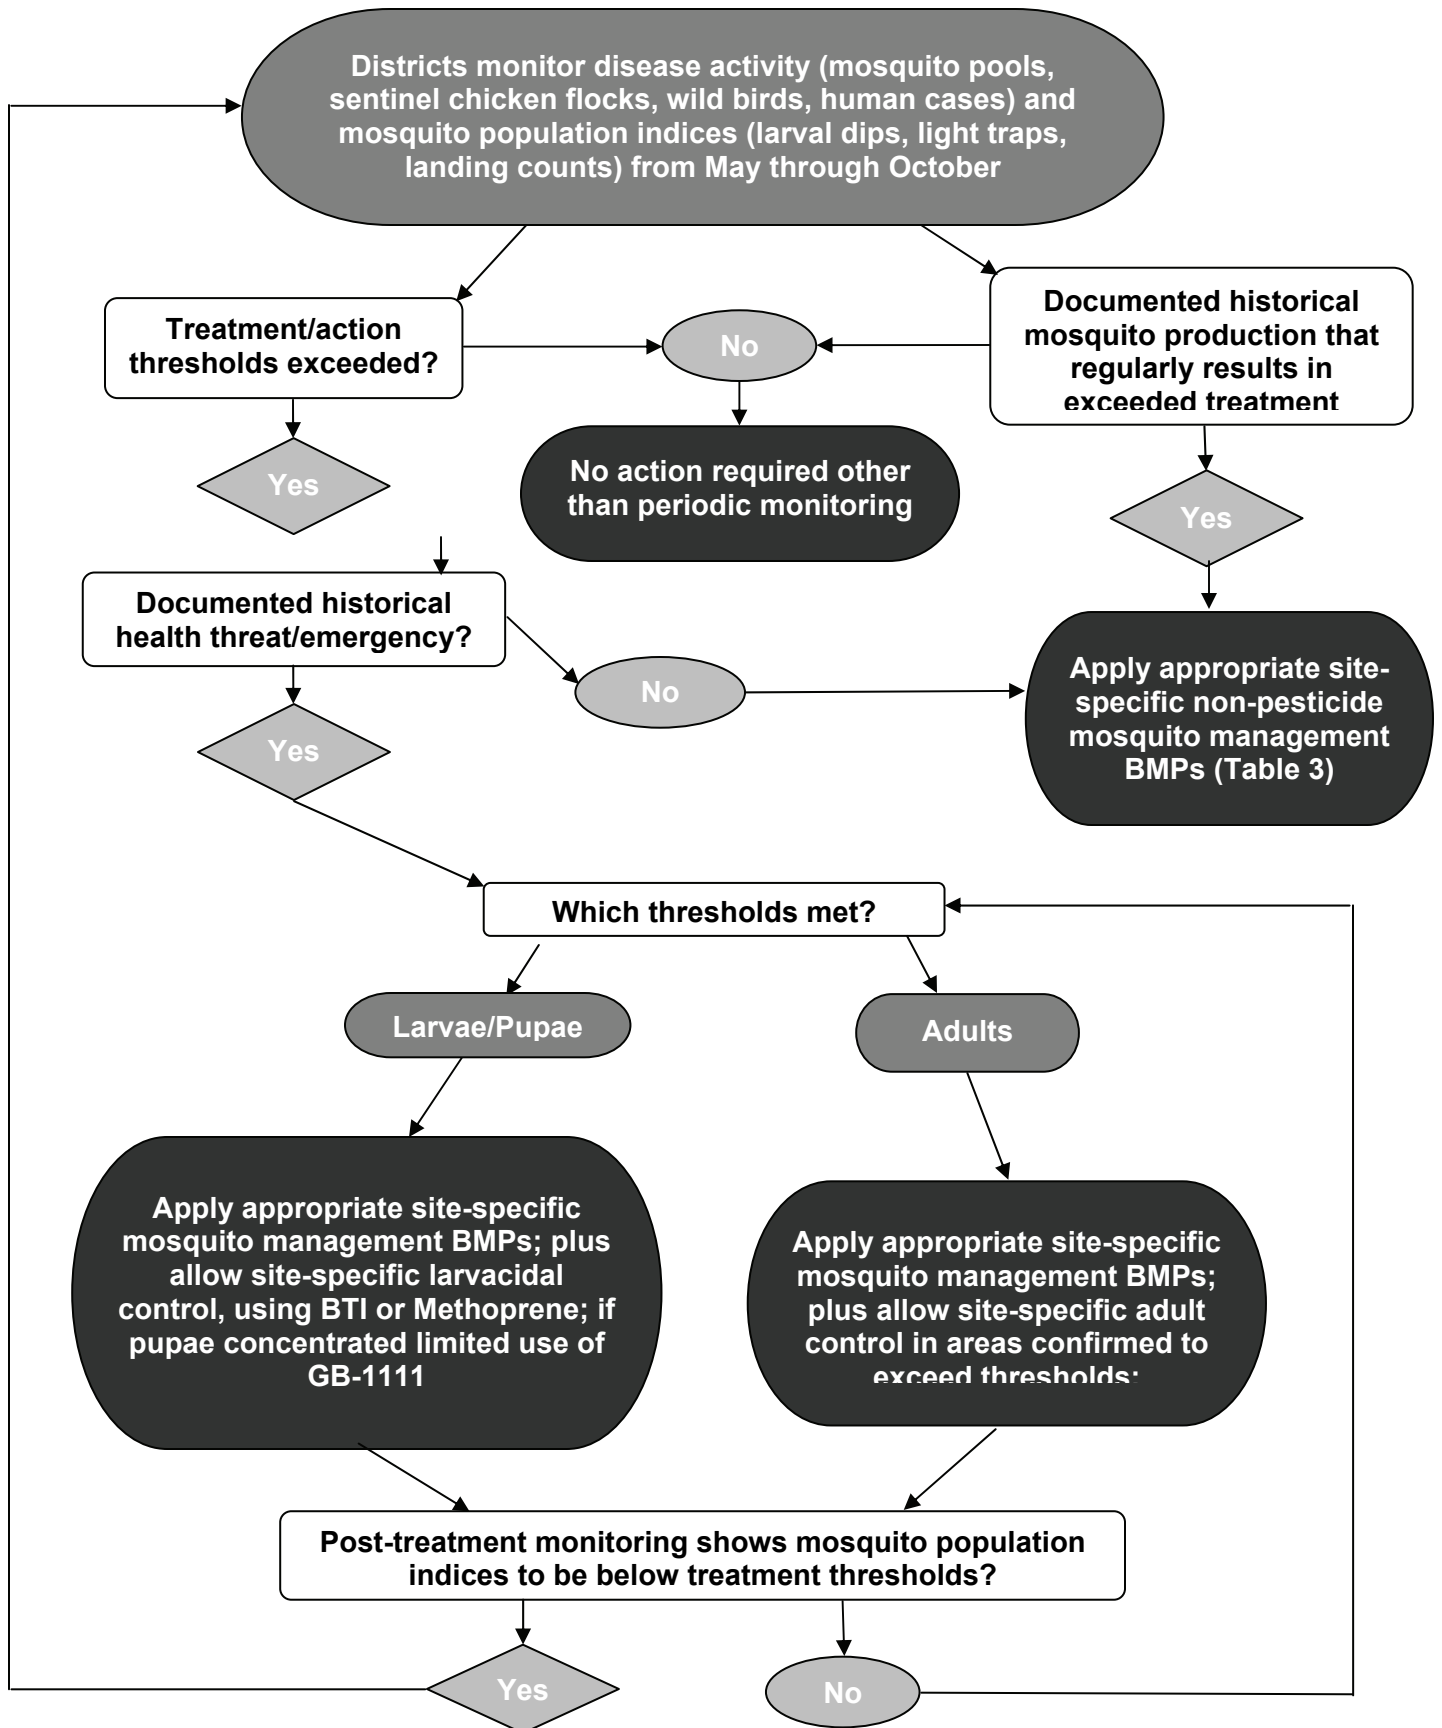 Districts monitor disease activity (mosquito pools,
sentinel chicken flocks, wild birds, human cases) and
mosquito population indices (larval dips, light traps,
landing counts) from May through October
Treatment/action
thresholds exceeded?
No
Documented historical
mosquito production that
regularly results in
exceeded treatment
Yes
No action required other
than periodic monitoring
Yes
Documented historical
health threat/emergency?
No
Apply appropriate site-
specific non-pesticide
mosquito management
BMPs (Table 3)
Yes
Which thresholds met?
Larvae/Pupae
Adults
Apply appropriate site-specific
mosquito management BMPs; plus
allow site-specific larvacidal
control, using BTI or Methoprene; if
pupae concentrated limited use of
GB-1111
Apply appropriate site-specific
mosquito management BMPs;
plus allow site-specific adult
control in areas confirmed to
exceed thresholds;
Post-treatment monitoring shows mosquito population
indices to be below treatment thresholds?
Yes
No